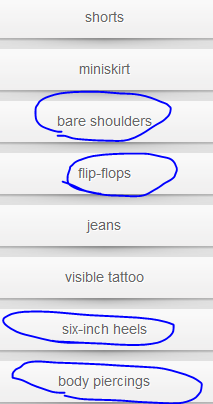 shorts
miniskirt
bare shoulders
flip-flops
jeans
visible tattoo
six-inch heels
body piercings